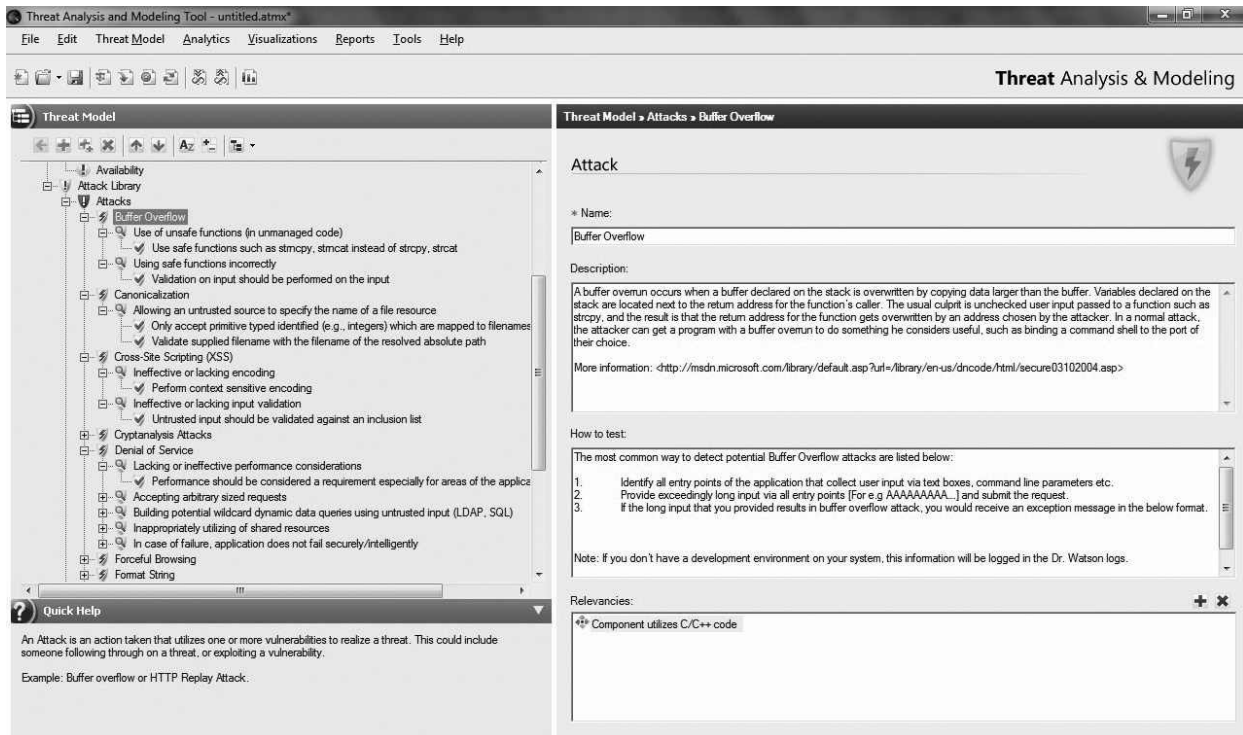 Threat Analysis and Modeling Tool - untitled.atmx*
File Edit Threat Model Analytics Visualizations Reports Tools Help
Threat Analysis & Modeling
Threat Model
Availability
Attack Library
Attacks
Buffer Overflow
Use of unsafe functions (in unmanaged code)
Use safe functions such as strncpy, strncat instead of strcpy, strcat
Using safe functions incorrectly
Validation on input should be performed on the input
Canonicalization
Allowing an untrusted source to specify the name of a file resource
Only accept primitive typed identified (e.g., integers) which are mapped to filenames
Validate supplied filename with the filename of the resolved absolute path
Cross-Site Scripting (XSS)
Ineffective or lacking encoding
Perform context sensitive encoding
Ineffective or lacking input validation
Untrusted input should be validated against an inclusion list
Cryptanalysis Attacks
Denial of Service
Lacking or ineffective performance considerations
Performance should be considered a requirement especially for areas of the applica
Accepting arbitrary sized requests
Building potential wildcard dynamic data queries using untrusted input (LDAP, SQL)
Inappropriately utilizing of shared resources
In case of failure, application does not fail securely/intelligently
Forceful Browsing
Format String
Quick Help
An Attack is an action taken that utilizes one or more vulnerabilities to realize a threat. This could include
someone following through on a threat, or exploiting a vulnerability.
Example: Buffer overflow or HTTP Replay Attack.
Threat Model » Attacks » Buffer Overflow
Attack
* Name:
Buffer Overflow
Description:
A buffer overrun occurs when a buffer declared on the stack is overwritten by copying data larger than the buffer. Variables declared on the
stack are located next to the return address for the function's caller. The usual culprit is unchecked user input passed to a function such as
strcpy, and the result is that the return address for the function gets overwritten by an address chosen by the attacker. In a normal attack,
the attacker can get a program with a buffer overrun to do something he considers useful, such as binding a command shell to the port of
their choice.
More information: <http://msdn.microsoft.com/library/default.asp?url=/library/en-us/dncode/html/secure03102004.asp>
How to test:
The most common way to detect potential Buffer Overflow attacks are listed below:
1. Identify all entry points of the application that collect user input via text boxes, command line parameters etc.
2. Provide exceedingly long input via all entry points [For e.g AAAAAAAAA...] and submit the request.
3. If the long input that you provided results in buffer overflow attack, you would receive an exception message in the below format.
Note: If you don't have a development environment on your system, this information will be logged in the Dr. Watson logs.
Relevancies:
Component utilizes C/C++ code